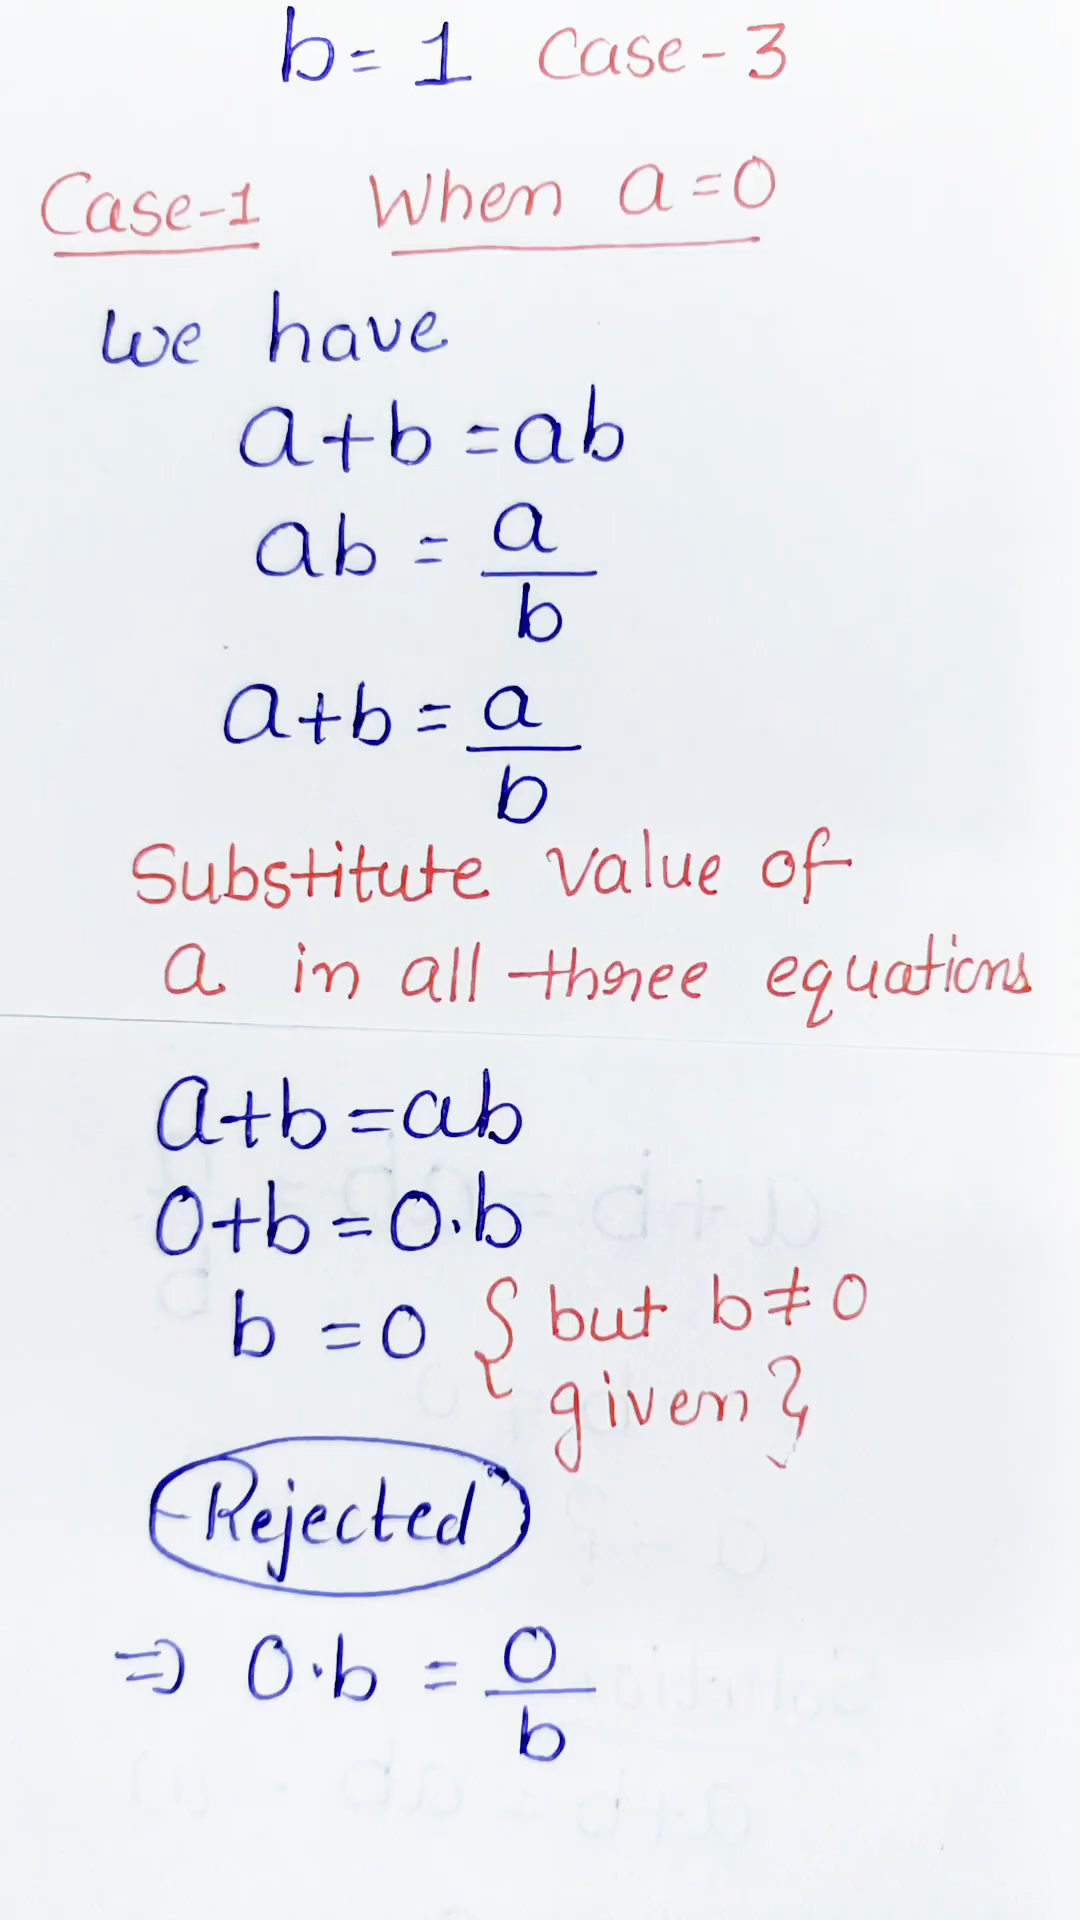 b = 1 Case-3
Case-1 When a=0
We have
a+b = ab
ab = a/b
a+b = a/b
Substitute value of
a in all three equations
a+b = ab
0+b = 0·b
b = 0 { but b≠0
given }
Rejected
⇒ 0·b = 0/b